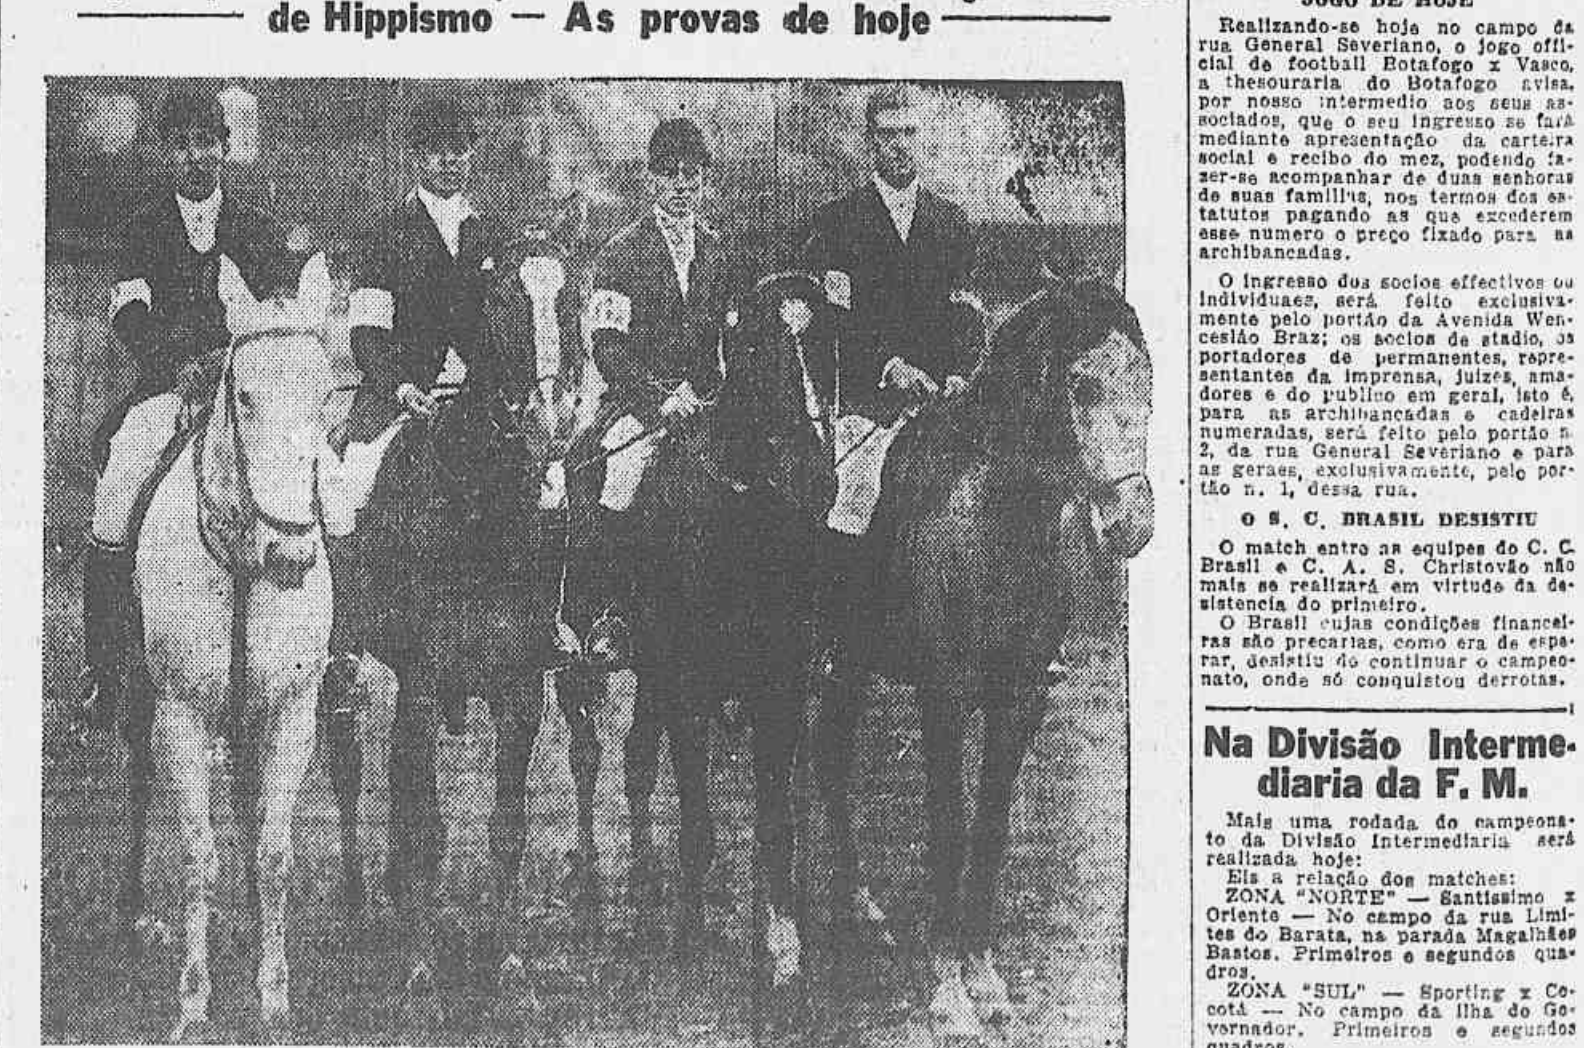 de Hippismo — As provas de hoje
JOGO DE HOJE
Realizando-se hoje no campo da
rua General Severiano, o jogo offi-
cial de football Botafogo x Vasco,
a thesouraria do Botafogo avisa,
por nosso intermedio aos seus as-
sociados, que o seu ingresso se fará
mediante apresentação da carteira
social e recibo do mez, podendo fa-
zer-se acompanhar de duas senhoras
de suas familias, nos termos dos es-
tatutos pagando as que excederem
esse numero o preço fixado para as
archibancadas.
O ingresso dos socios effectivos ou
individuaes, será feito exclusiva-
mente pelo portão da Avenida Wen-
cesláo Braz; os socios de stadio, os
portadores de permanentes, repre-
sentantes da imprensa, juizes, ama-
dores e do publico em geral, isto é,
para as archibancadas e cadeiras
numeradas, será feito pelo portão n.
2, da rua General Severiano e para
as geraes, exclusivamente, pelo por-
tão n. 1, dessa rua.
O S. C. BRASIL DESISTIU
O match entre as equipes do C. C.
Brasil e C. A. S. Christovão não
mais se realizará em virtude da de-
sistencia do primeiro.
O Brasil cujas condições financei-
ras são precarias, como era de espe-
rar, desistiu do continuar o campeo-
nato, onde só conquistou derrotas.
Na Divisão Interme-
diaria da F. M.
Mais uma rodada do campeona-
to da Divisão Intermediaria será
realizada hoje:
Eis a relação dos matches:
ZONA "NORTE" — Santissimo x
Oriente — No campo da rua Limi-
tes do Barata, na parada Magalhães
Bastos. Primeiros e segundos qua-
dros.
ZONA "SUL" — Sporting x Co-
cotá — No campo da Ilha do Go-
vernador. Primeiros e segundos
quadros.